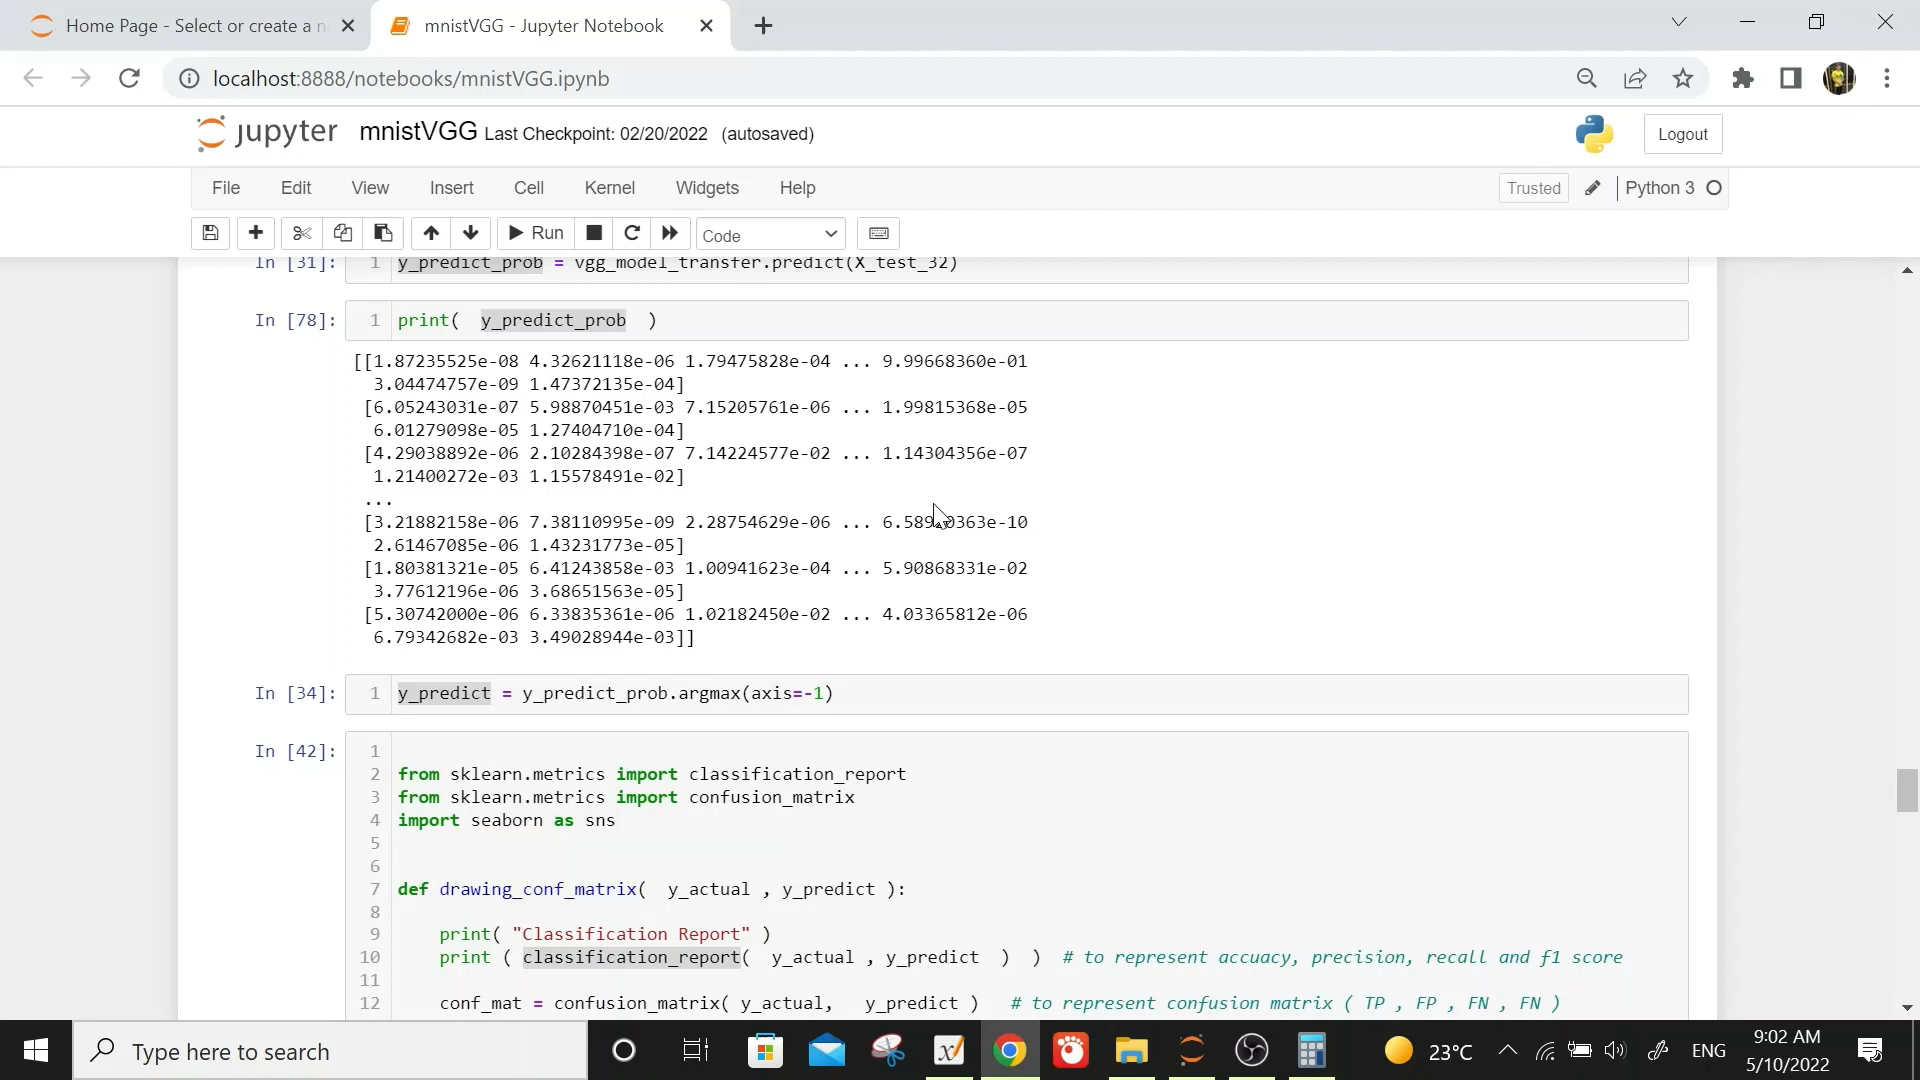 Home Page - Select or create a n
mnistVGG - Jupyter Notebook
localhost:8888/notebooks/mnistVGG.ipynb
jupyter mnistVGG Last Checkpoint: 02/20/2022 (autosaved)
Logout
File Edit View Insert Cell Kernel Widgets Help
Trusted Python 3
Run Code
In [31]: 1 y_predict_prob = vgg_model_transfer.predict(X_test_32)
In [78]: 1 print(  y_predict_prob  )
[[1.87235525e-08 4.32621118e-06 1.79475828e-04 ... 9.99668360e-01
3.04474757e-09 1.47372135e-04]
[6.05243031e-07 5.98870451e-03 7.15205761e-06 ... 1.99815368e-05
6.01279098e-05 1.27404710e-04]
[4.29038892e-06 2.10284398e-07 7.14224577e-02 ... 1.14304356e-07
1.21400272e-03 1.15578491e-02]
...
[3.21882158e-06 7.38110995e-09 2.28754629e-06 ...
2.61467085e-06 1.43231773e-05]
[1.80381321e-05 6.41243858e-03 1.00941623e-04 ... 5.90868331e-02
3.77612196e-06 3.68651563e-05]
[5.30742000e-06 6.33835361e-06 1.02182450e-02 ... 4.03365812e-06
6.79342682e-03 3.49028944e-03]]
In [34]: 1 y_predict = y_predict_prob.argmax(axis=-1)
In [42]: 1
2 from sklearn.metrics import classification_report
3 from sklearn.metrics import confusion_matrix
4 import seaborn as sns
5
6
7 def drawing_conf_matrix(  y_actual , y_predict ):
8
9 print( "Classification Report" )
10 print ( classification_report(  y_actual , y_predict  )  )  # to represent accuacy, precision, recall and f1 score
11
12 conf_mat = confusion_matrix( y_actual,   y_predict )   # to represent confusion matrix ( TP , FP , FN , FN )
Type here to search
23°C
ENG
9:02 AM
5/10/2022